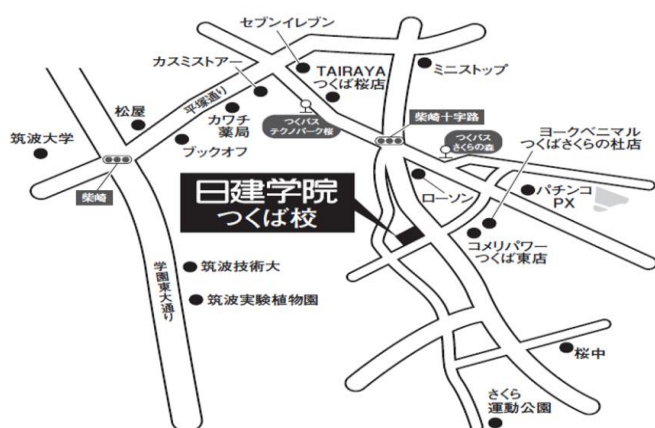 セブンイレブン
カスミストアー
TAIRAYA
つくば桜店
ミニストップ
平塚通り
松屋
カワチ
薬局
つくバス
テクノパーク桜
柴崎十字路
筑波大学
ブックオフ
つくバス
さくらの森
ヨークベニマル
つくばさくらの杜店
柴崎
日建学院
つくば校
ローソン
パチンコ
PX
コメリパワー
つくば東店
学園東大通り
筑波技術大
筑波実験植物園
桜中
さくら
運動公園